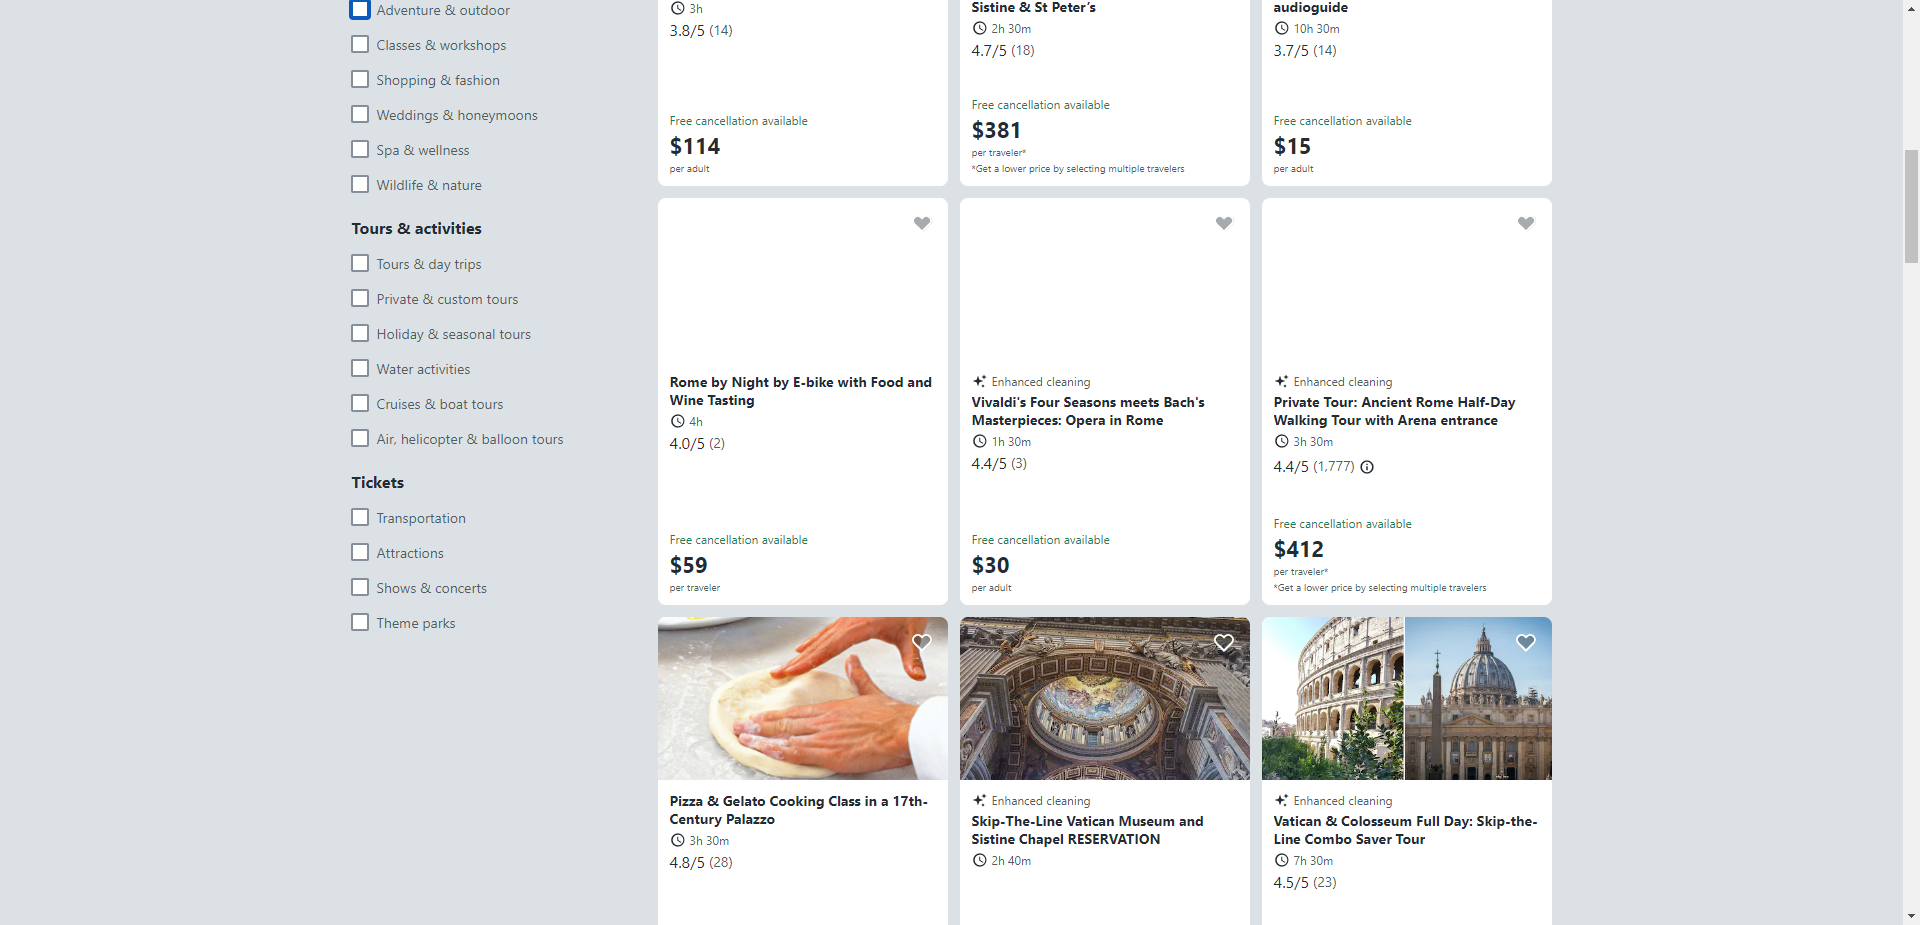 Adventure & outdoor
Classes & workshops
Shopping & fashion
Weddings & honeymoons
Spa & wellness
Wildlife & nature
Tours & activities
Tours & day trips
Private & custom tours
Holiday & seasonal tours
Water activities
Cruises & boat tours
Air, helicopter & balloon tours
Tickets
Transportation
Attractions
Shows & concerts
Theme parks
3h
3.8/5 (14)
Free cancellation available
$114
per adult
Sistine & St Peter’s
2h 30m
4.7/5 (18)
Free cancellation available
$381
per traveler*
*Get a lower price by selecting multiple travelers
audioguide
10h 30m
3.7/5 (14)
Free cancellation available
$15
per adult
Rome by Night by E-bike with Food and
Wine Tasting
4h
4.0/5 (2)
Free cancellation available
$59
per traveler
Enhanced cleaning
Vivaldi's Four Seasons meets Bach's
Masterpieces: Opera in Rome
1h 30m
4.4/5 (3)
Free cancellation available
$30
per adult
Enhanced cleaning
Private Tour: Ancient Rome Half-Day
Walking Tour with Arena entrance
3h 30m
4.4/5 (1,777)
Free cancellation available
$412
per traveler*
*Get a lower price by selecting multiple travelers
Pizza & Gelato Cooking Class in a 17th-
Century Palazzo
3h 30m
4.8/5 (28)
Enhanced cleaning
Skip-The-Line Vatican Museum and
Sistine Chapel RESERVATION
2h 40m
Enhanced cleaning
Vatican & Colosseum Full Day: Skip-the-
Line Combo Saver Tour
7h 30m
4.5/5 (23)